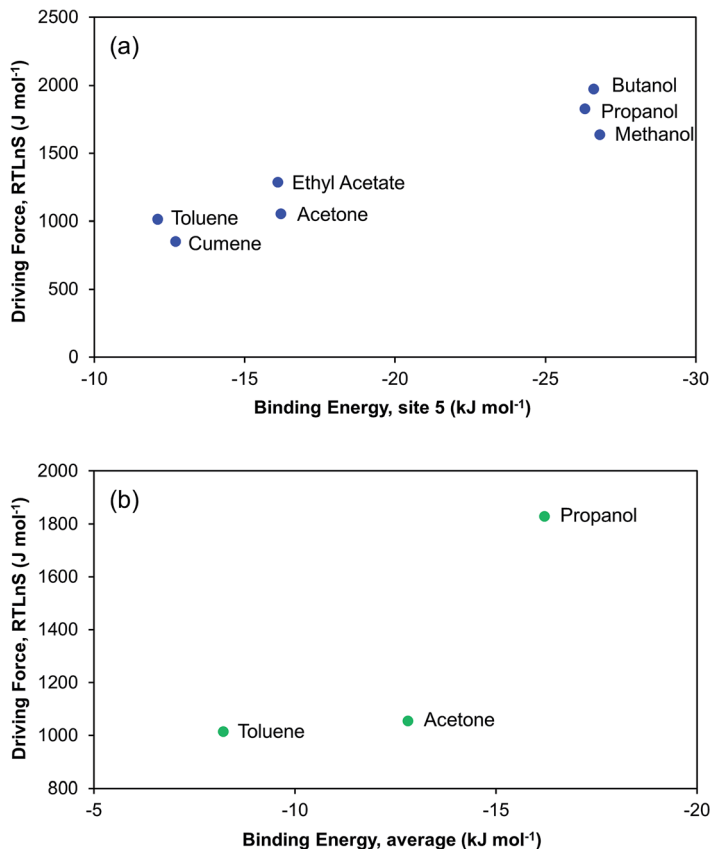 (a)
Driving Force, RTLnS (J mol-1)
2500
2000
1500
1000
500
0
Butanol
Propanol
Methanol
Ethyl Acetate
Acetone
Toluene
Cumene
-10 -15 -20 -25 -30
Binding Energy, site 5 (kJ mol-1)
(b)
Driving Force, RTLnS (J mol-1)
2000
1800
1600
1400
1200
1000
800
Propanol
Acetone
Toluene
-5 -10 -15 -20
Binding Energy, average (kJ mol-1)